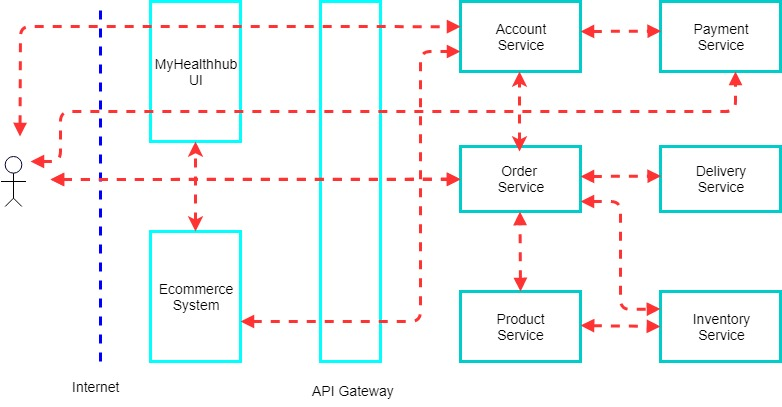 Account
Service
Payment
Service
MyHealthhub
UI
Order
Service
Delivery
Service
Ecommerce
System
Product
Service
Inventory
Service
Internet
API Gateway